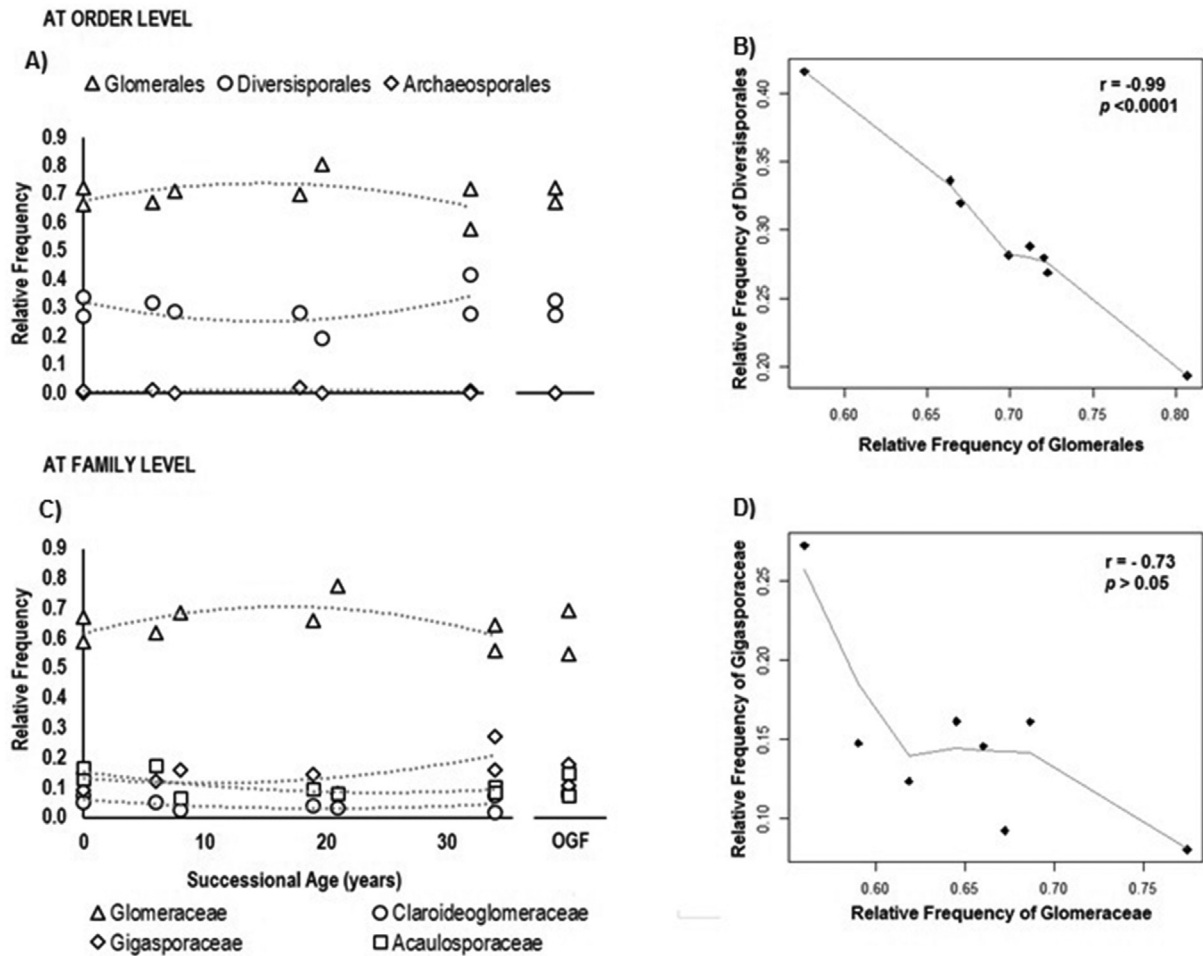 AT ORDER LEVEL
A)
Glomerales Diversisporales Archaeosporales
Relative Frequency
0.9
0.8
0.7
0.6
0.5
0.4
0.3
0.2
0.1
0.0
B)
r = -0.99
p <0.0001
Relative Frequency of Diversisporales
0.40
0.35
0.30
0.25
0.20
0.60 0.65 0.70 0.75 0.80
Relative Frequency of Glomerales
AT FAMILY LEVEL
C)
Relative Frequency
0.9
0.8
0.7
0.6
0.5
0.4
0.3
0.2
0.1
0.0
0 10 20 30 OGF
Successional Age (years)
Glomeraceae Claroideoglomeraceae
Gigasporaceae Acaulosporaceae
D)
r = - 0.73
p > 0.05
Relative Frequency of Gigasporaceae
0.25
0.20
0.15
0.10
0.60 0.65 0.70 0.75
Relative Frequency of Glomeraceae